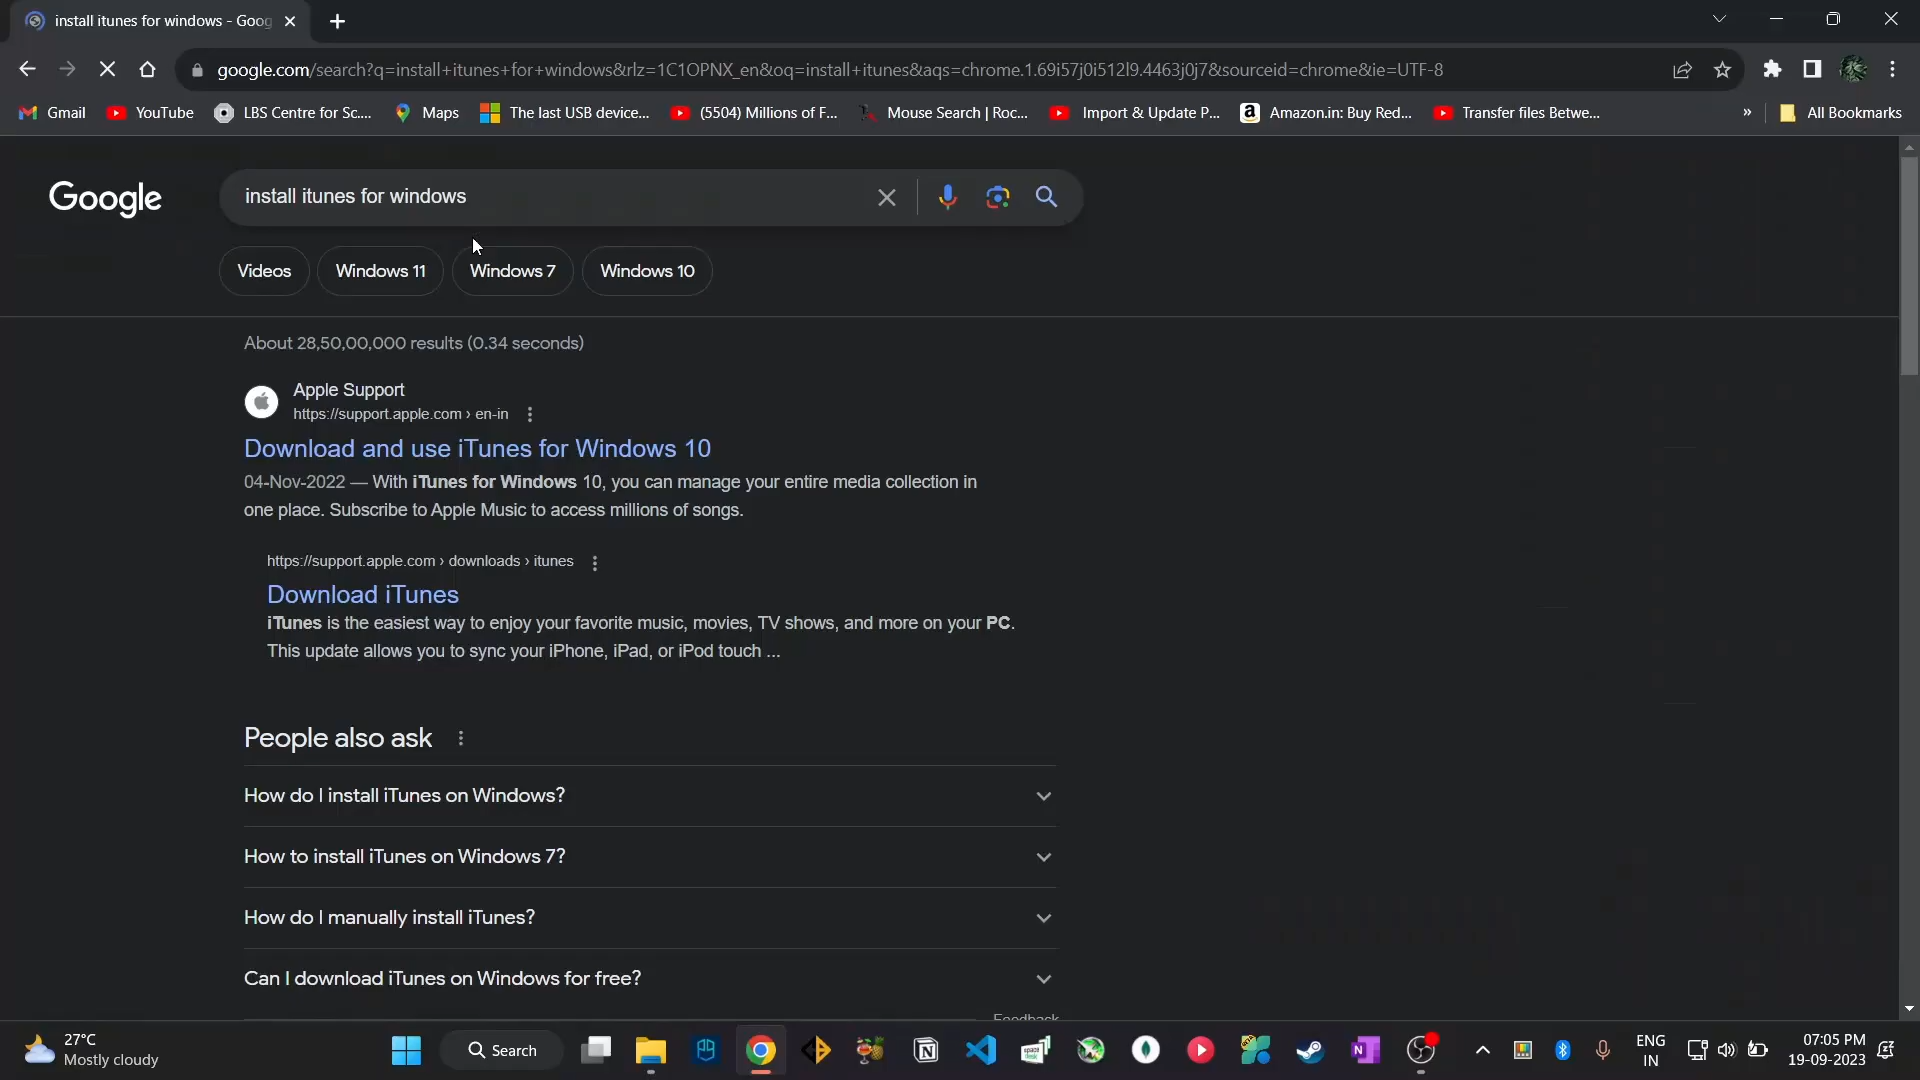 install itunes for windows - Goog
google.com/search?q=install+itunes+for+windows&rlz=1C1OPNX_en&oq=install+itunes&aqs=chrome.1.69i57j0i512l9.4463j0j7&sourceid=chrome&ie=UTF-8
Gmail YouTube LBS Centre for Sc.... Maps The last USB device... (5504) Millions of F... Mouse Search | Roc... Import & Update P... Amazon.in: Buy Red... Transfer files Betwe... » All Bookmarks
Google
install itunes for windows
Videos Windows 11 Windows 7 Windows 10
About 28,50,00,000 results (0.34 seconds)
Apple Support
https://support.apple.com › en-in
Download and use iTunes for Windows 10
04-Nov-2022 — With iTunes for Windows 10, you can manage your entire media collection in
one place. Subscribe to Apple Music to access millions of songs.
https://support.apple.com › downloads › itunes
Download iTunes
iTunes is the easiest way to enjoy your favorite music, movies, TV shows, and more on your PC.
This update allows you to sync your iPhone, iPad, or iPod touch ...
People also ask
How do I install iTunes on Windows?
How to install iTunes on Windows 7?
How do I manually install iTunes?
Can I download iTunes on Windows for free?
Feedback
27°C
Mostly cloudy
Search
ENG
IN
07:05 PM
19-09-2023